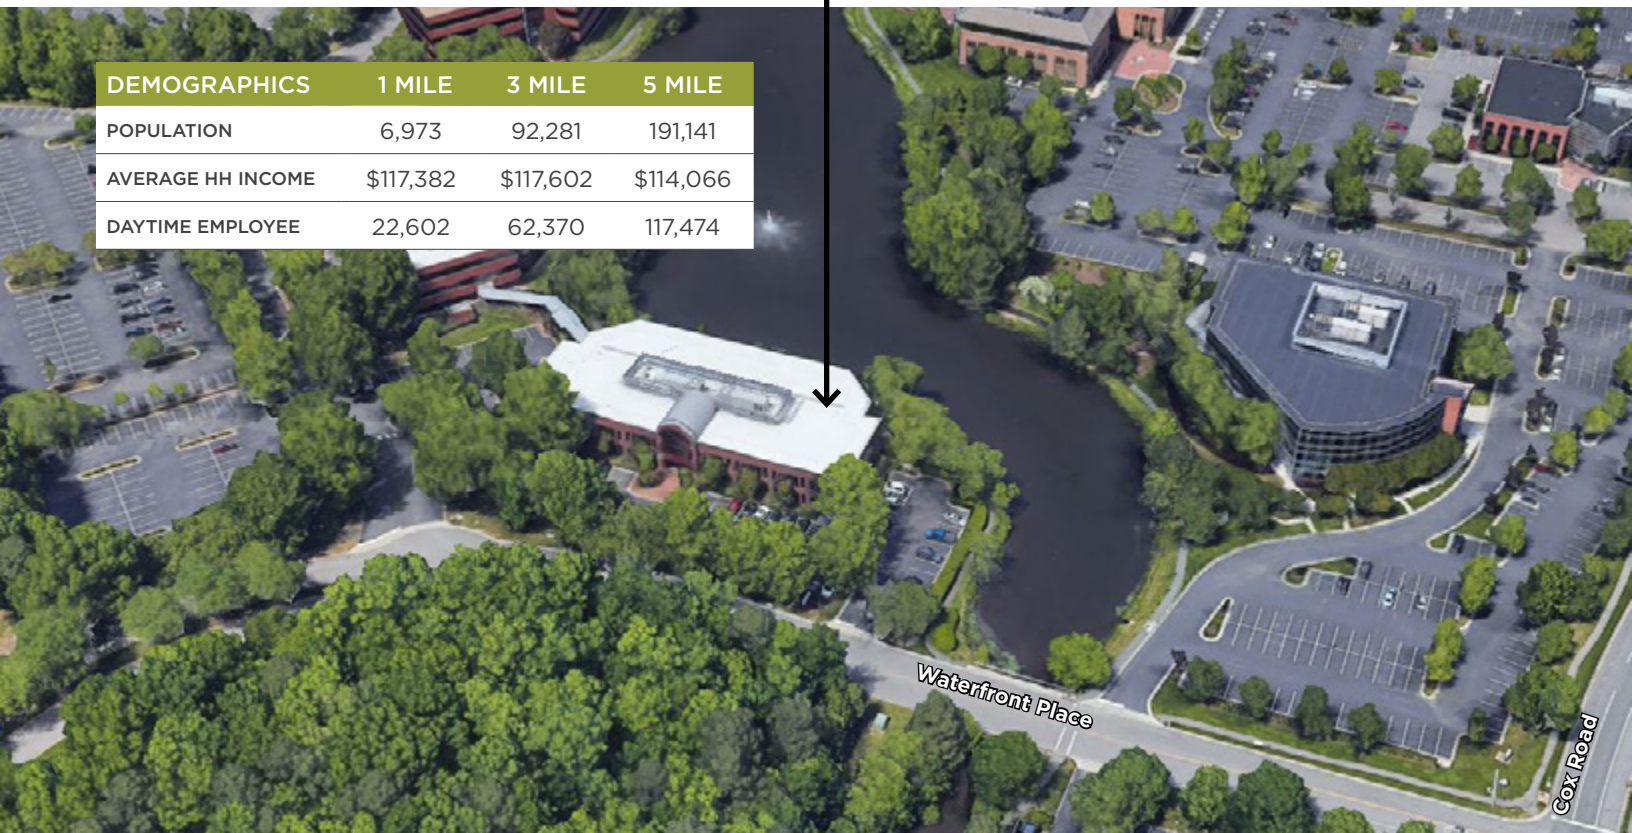 DEMOGRAPHICS 1 MILE 3 MILE 5 MILE
POPULATION 6,973 92,281 191,141
AVERAGE HH INCOME $117,382 $117,602 $114,066
DAYTIME EMPLOYEE 22,602 62,370 117,474
Waterfront Place
Cox Road